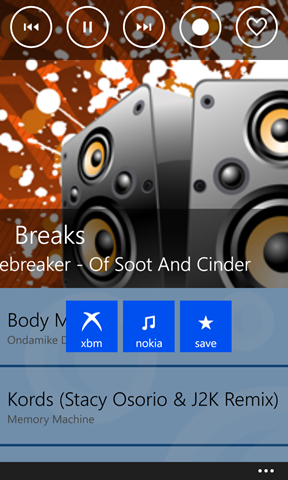 Breaks
ebreaker - Of Soot And Cinder
Body M
Ondamike D
xbm
nokia
save
Kords (Stacy Osorio & J2K Remix)
Memory Machine